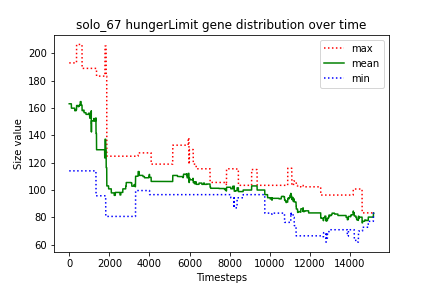 solo_67 hungerLimit gene distribution over time
max
mean
min
Size value
200
180
160
140
120
100
80
60
0
2000
4000
6000
8000
10000
12000
14000
Timesteps